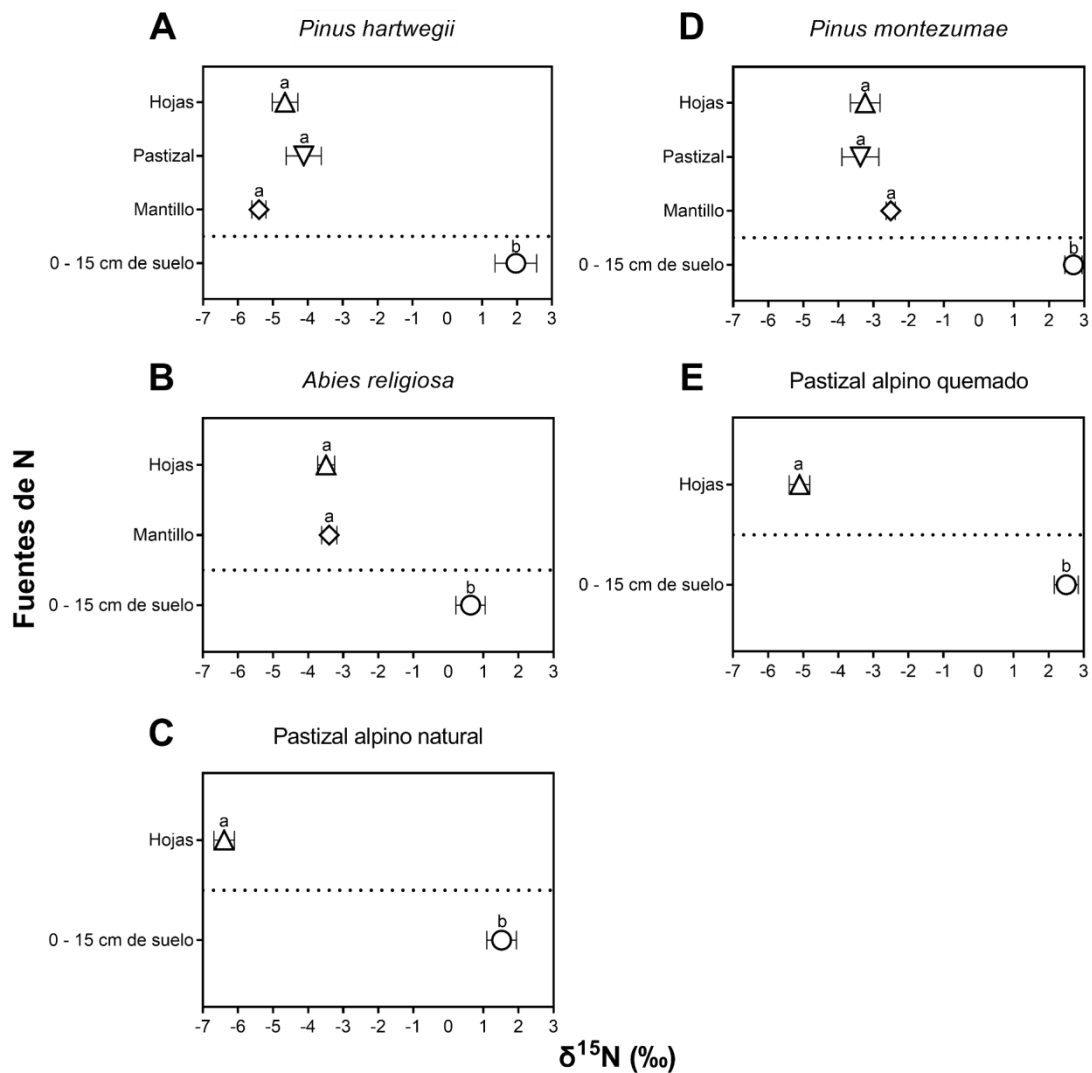 A Pinus hartwegii
a
Hojas
a
Pastizal
a
Mantillo
b
0 - 15 cm de suelo
-7 -6 -5 -4 -3 -2 -1 0 1 2 3
D Pinus montezumae
a
Hojas
a
Pastizal
a
Mantillo
b
0 - 15 cm de suelo
-7 -6 -5 -4 -3 -2 -1 0 1 2 3
B Abies religiosa
a
Hojas
a
Mantillo
b
0 - 15 cm de suelo
-7 -6 -5 -4 -3 -2 -1 0 1 2 3
E Pastizal alpino quemado
a
Hojas
b
0 - 15 cm de suelo
-7 -6 -5 -4 -3 -2 -1 0 1 2 3
C Pastizal alpino natural
a
Hojas
b
0 - 15 cm de suelo
-7 -6 -5 -4 -3 -2 -1 0 1 2 3
Fuentes de N
δ¹⁵N (‰)